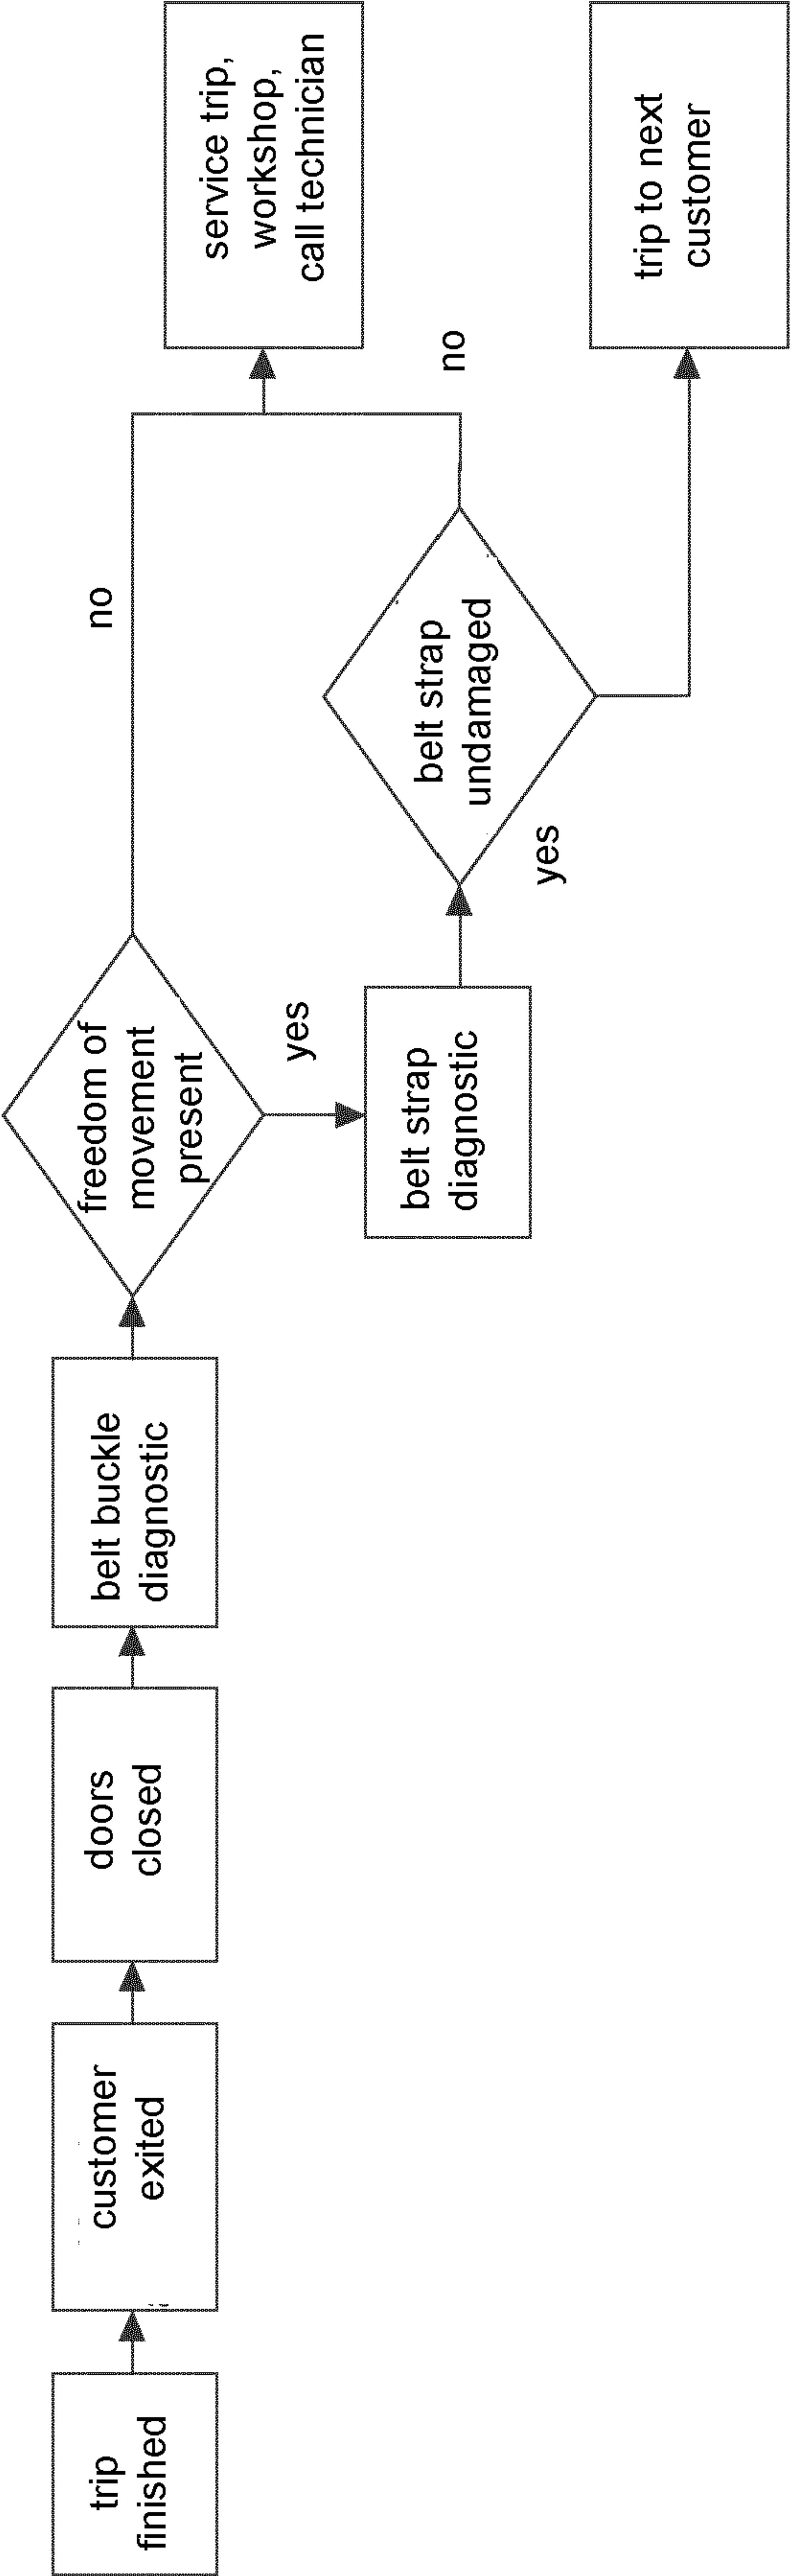 trip
finished
customer
exited
doors
closed
belt buckle
diagnostic
freedom of
movement
present
no
yes
belt strap
diagnostic
belt strap
undamaged
yes
no
service trip,
workshop,
call technician
trip to next
customer